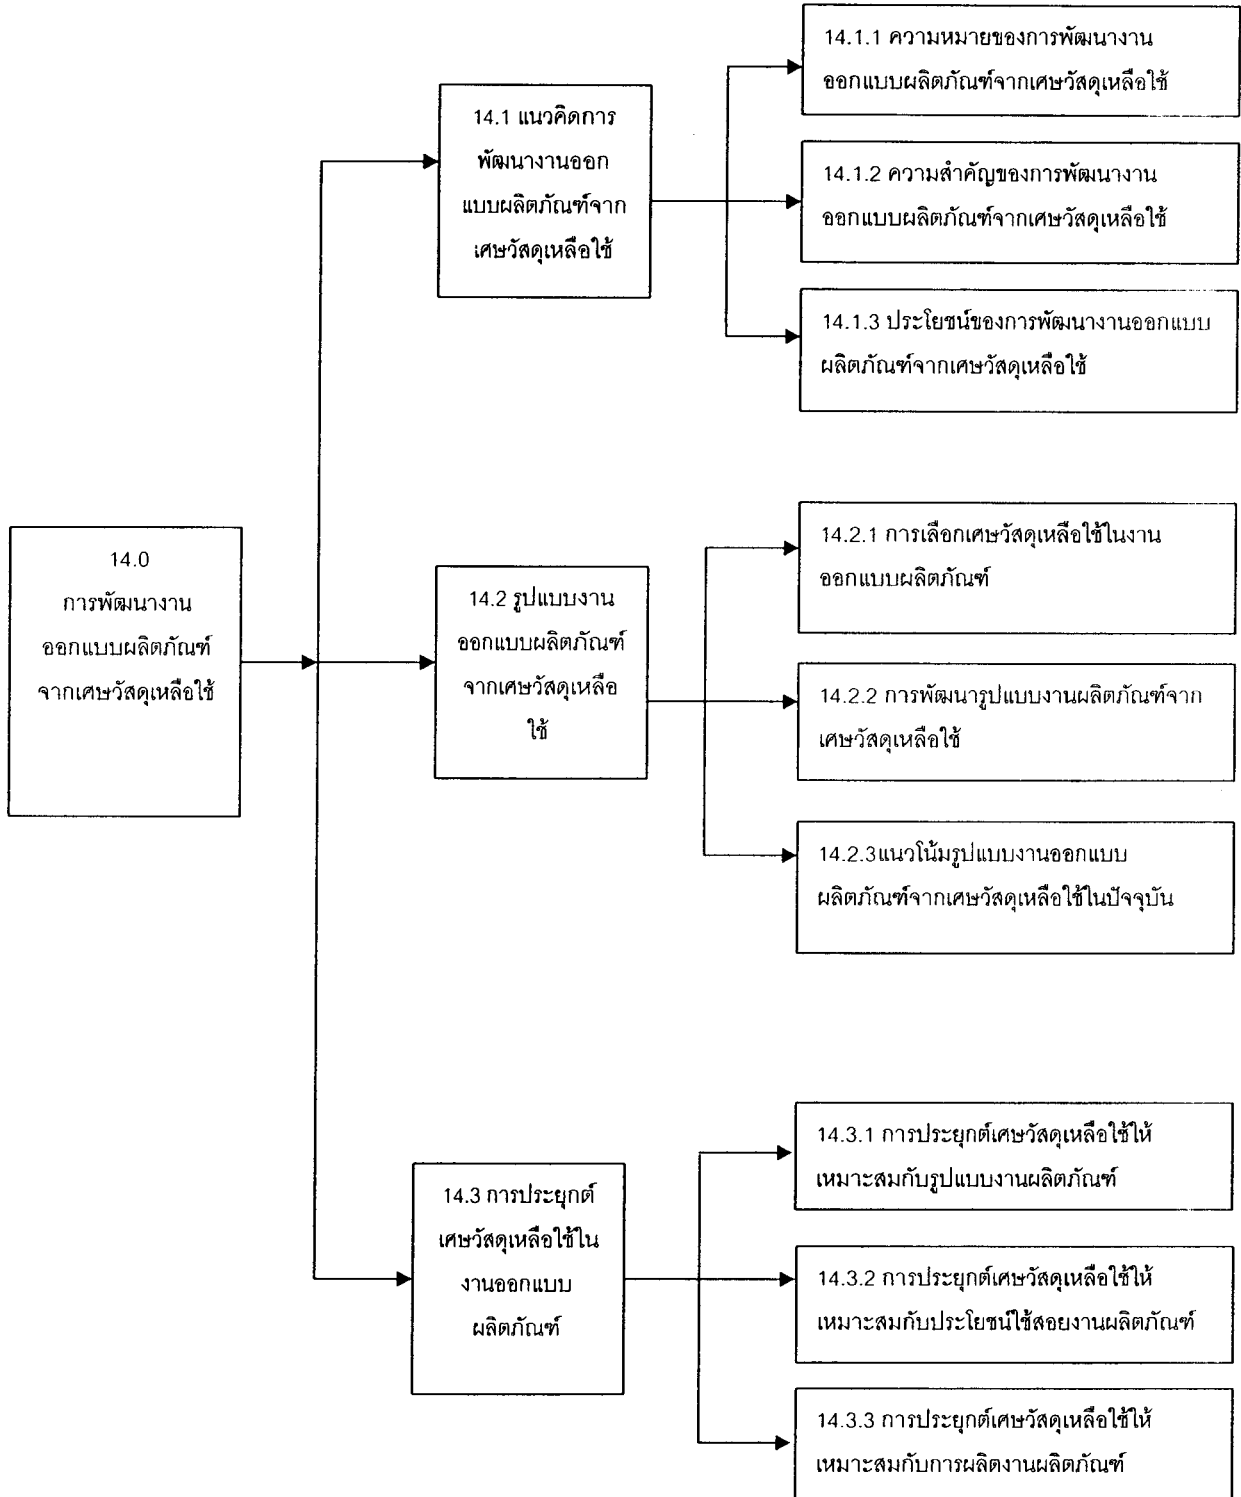 14.0
การพัฒนางาน
ออกแบบผลิตภัณฑ์
จากเศษวัสดุเหลือใช้
14.1 แนวคิดการ
พัฒนางานออก
แบบผลิตภัณฑ์จาก
เศษวัสดุเหลือใช้
14.1.1 ความหมายของการพัฒนางาน
ออกแบบผลิตภัณฑ์จากเศษวัสดุเหลือใช้
14.1.2 ความสำคัญของการพัฒนางาน
ออกแบบผลิตภัณฑ์จากเศษวัสดุเหลือใช้
14.1.3 ประโยชน์ของการพัฒนางานออกแบบ
ผลิตภัณฑ์จากเศษวัสดุเหลือใช้
14.2 รูปแบบงาน
ออกแบบผลิตภัณฑ์
จากเศษวัสดุเหลือ
ใช้
14.2.1 การเลือกเศษวัสดุเหลือใช้ในงาน
ออกแบบผลิตภัณฑ์
14.2.2 การพัฒนารูปแบบงานผลิตภัณฑ์จาก
เศษวัสดุเหลือใช้
14.2.3แนวโน้มรูปแบบงานออกแบบ
ผลิตภัณฑ์จากเศษวัสดุเหลือใช้ในปัจจุบัน
14.3 การประยุกต์
เศษวัสดุเหลือใช้ใน
งานออกแบบ
ผลิตภัณฑ์
14.3.1 การประยุกต์เศษวัสดุเหลือใช้ให้
เหมาะสมกับรูปแบบงานผลิตภัณฑ์
14.3.2 การประยุกต์เศษวัสดุเหลือใช้ให้
เหมาะสมกับประโยชน์ใช้สอยงานผลิตภัณฑ์
14.3.3 การประยุกต์เศษวัสดุเหลือใช้ให้
เหมาะสมกับการผลิตงานผลิตภัณฑ์